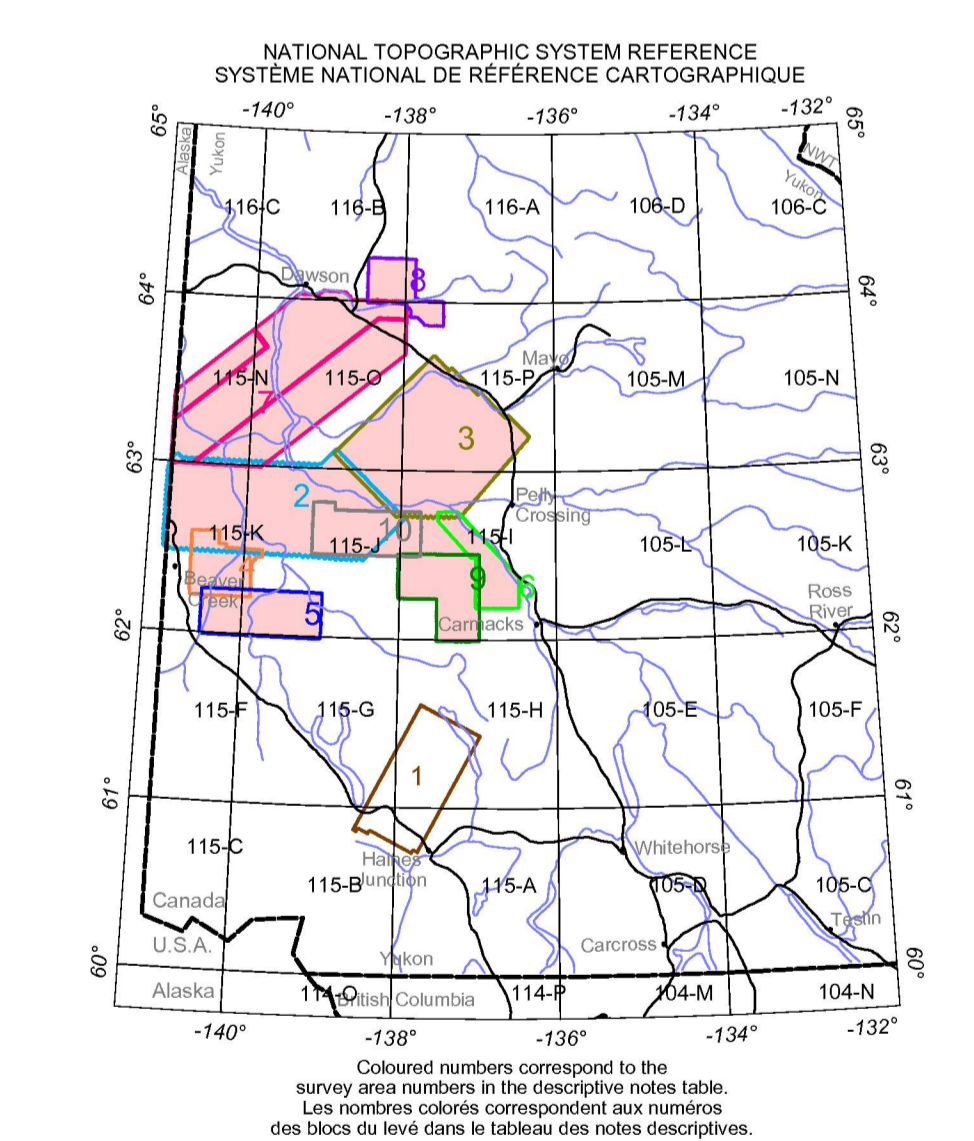 NATIONAL TOPOGRAPHIC SYSTEM REFERENCE
SYSTÈME NATIONAL DE RÉFÉRENCE CARTOGRAPHIQUE
-140° -138° -136° -134° -132°
65° 65°
Alaska
Yukon
NWT
Yukon
116-C 116-B 116-A 106-D 106-C
Dawson
8
64° 64°
Mayo
115-N 115-O 115-P 105-M 105-N
7
3
63° 63°
2
Pelly
Crossing
10
115-K 115-J 115-I 105-L 105-K
4
Beaver
Creek
9
6
Ross
River
5
Carmacks
62° 62°
115-F 115-G 115-H 105-E 105-F
1
61° 61°
115-C
Whitehorse
Haines
Junction
115-B 115-A 105-D 105-C
Canada
U.S.A.
Teslin
Carcross
Yukon
60° 60°
Alaska
114-O British Columbia 114-P 104-M 104-N
-140° -138° -136° -134° -132°
Coloured numbers correspond to the
survey area numbers in the descriptive notes table.
Les nombres colorés correspondent aux numéros
des blocs du levé dans le tableau des notes descriptives.